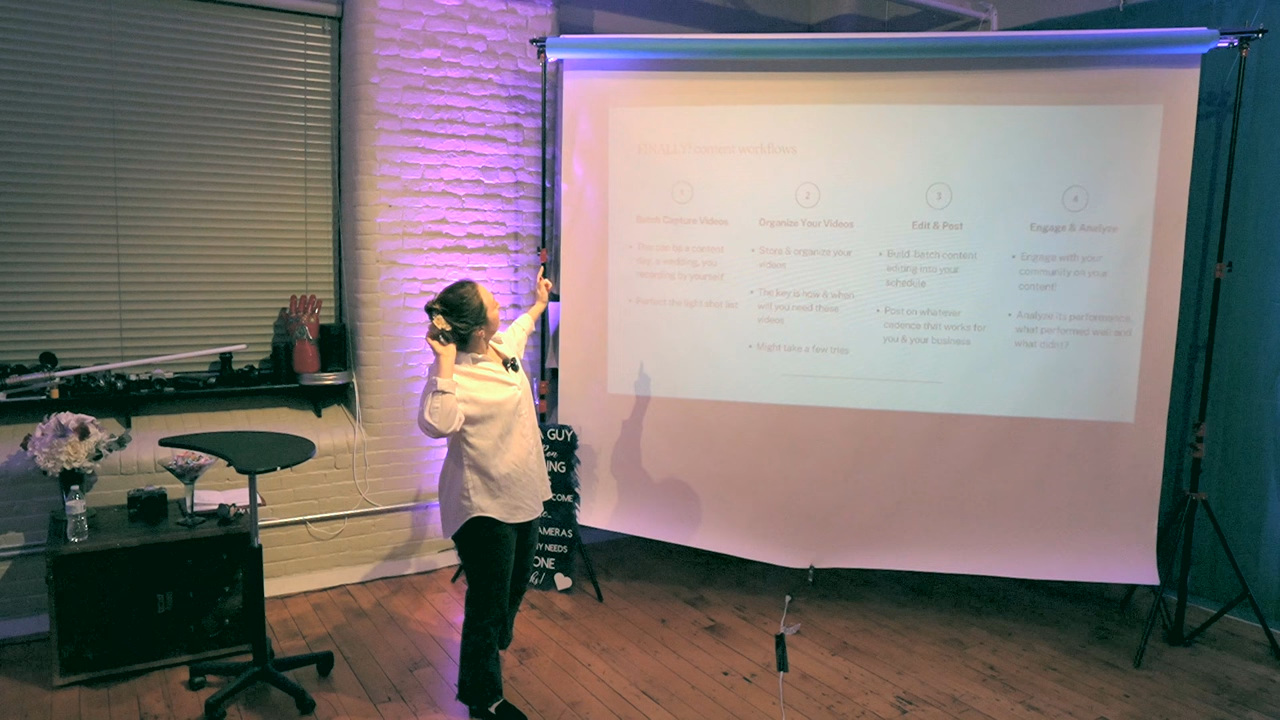 FINALLY! content workflows
1
Batch Capture Videos
• This can be a content
day, a wedding, you
recording by yourself
• Perfect the light shot list
2
Organize Your Videos
• Store & organize your
videos
• The key is how & when
will you need these
videos
• Might take a few tries
3
Edit & Post
• Build batch content
editing into your
schedule
• Post on whatever
cadence that works for
you & your business
4
Engage & Analyze
• Engage with your
community on your
content!
• Analyze its performance,
what performed well and
what didn't?
A GUY
ING
COME
AMERAS
NEEDS
ONE